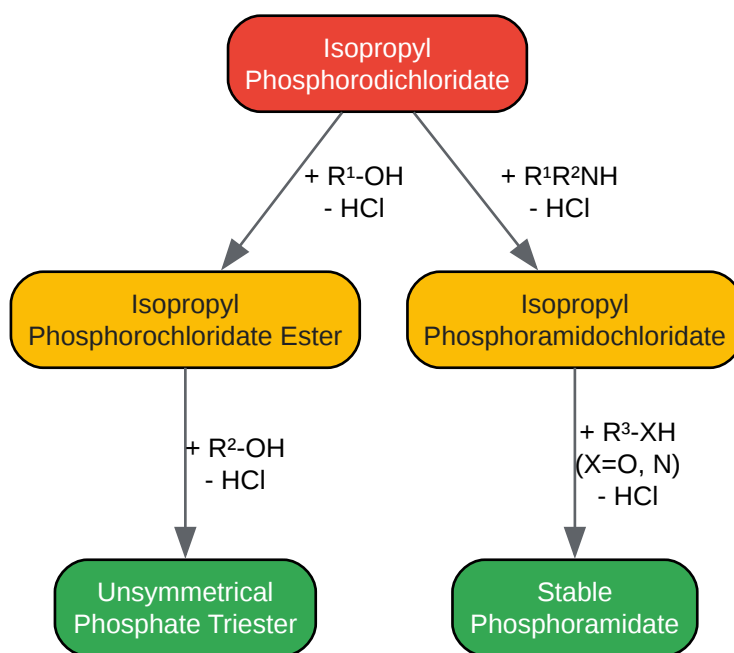 Isopropyl
Phosphorodichloridate
+ R¹-OH
- HCl
+ R¹R²NH
- HCl
Isopropyl
Phosphorochloridate Ester
Isopropyl
Phosphoramidochloridate
+ R²-OH
- HCl
+ R³-XH
(X=O, N)
- HCl
Unsymmetrical
Phosphate Triester
Stable
Phosphoramidate